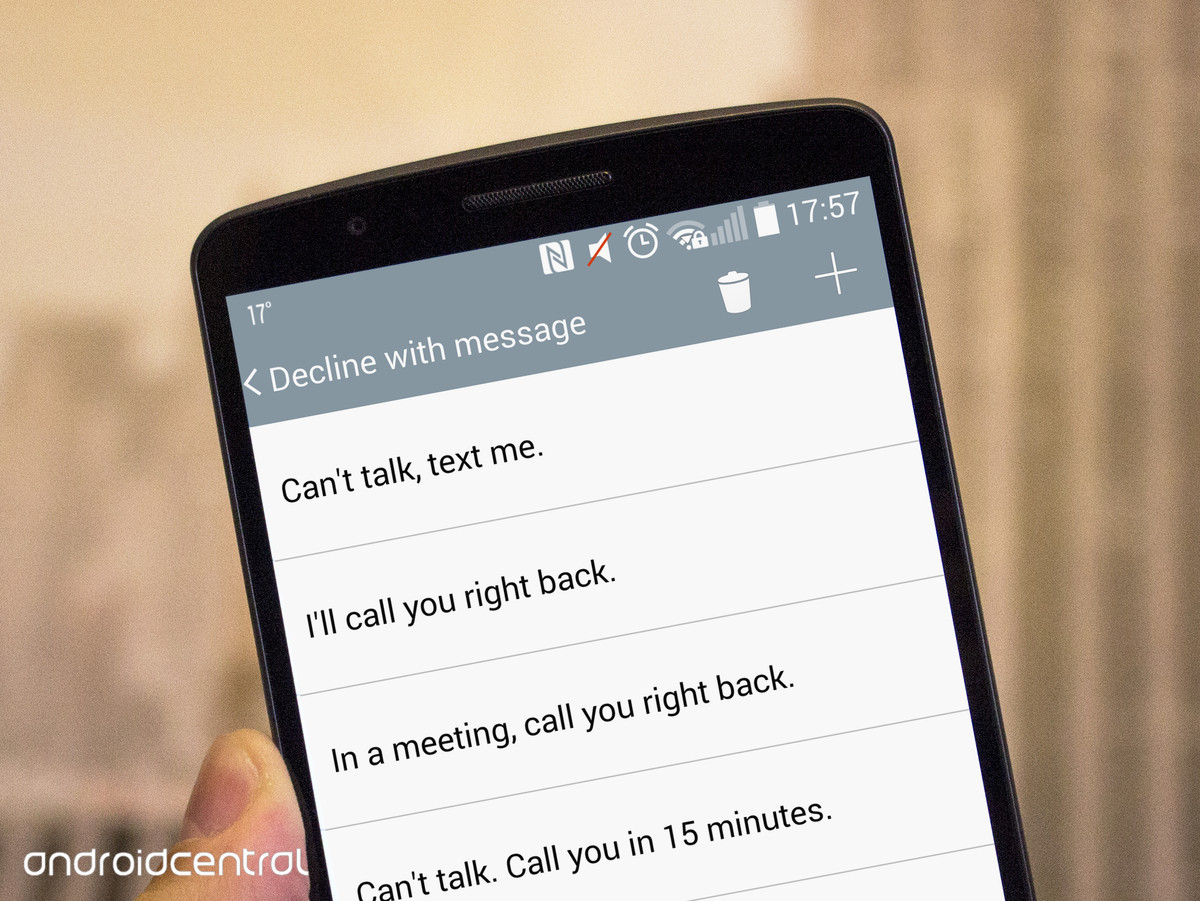 17:57
17°
Decline with message
Can't talk, text me.
I'll call you right back.
In a meeting, call you right back.
Can't talk. Call you in 15 minutes.
androidcentral